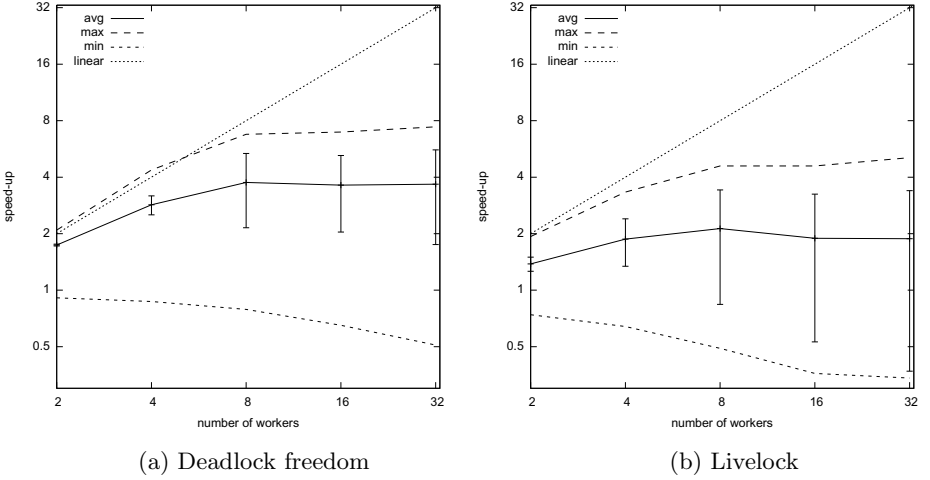 32
16
8
4
2
1
0.5
speed-up
avg
max
min
linear
2
4
8
16
32
number of workers
(a) Deadlock freedom
32
16
8
4
2
1
0.5
speed-up
avg
max
min
linear
2
4
8
16
32
number of workers
(b) Livelock